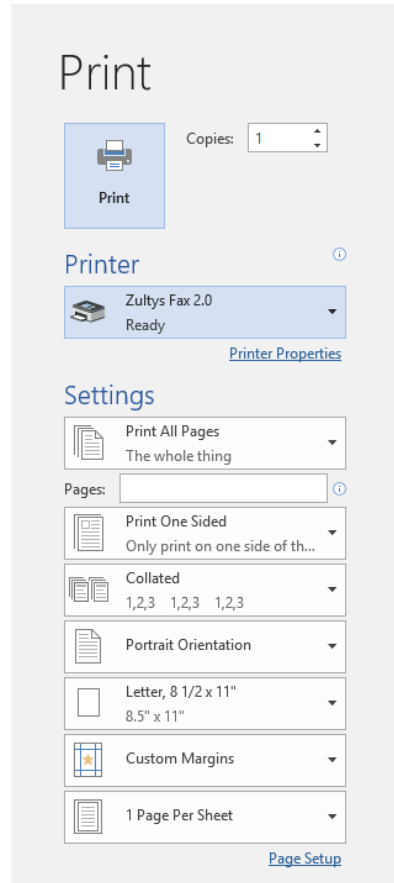 Print
Copies: 1
Print
Printer
Zultys Fax 2.0
Ready
Printer Properties
Settings
Print All Pages
The whole thing
Pages:
Print One Sided
Only print on one side of th...
Collated
1,2,3 1,2,3 1,2,3
Portrait Orientation
Letter, 8 1/2 x 11"
8.5" x 11"
Custom Margins
1 Page Per Sheet
Page Setup